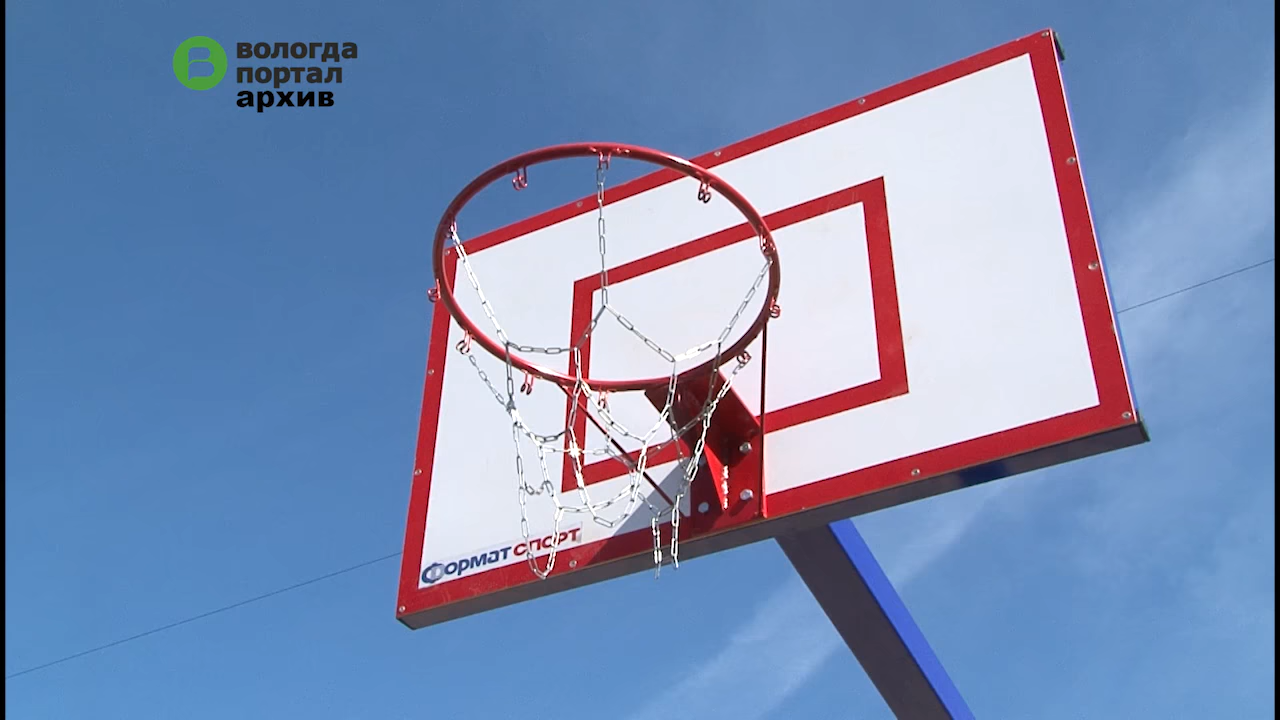 вологда
портал
архив
Формат спорт